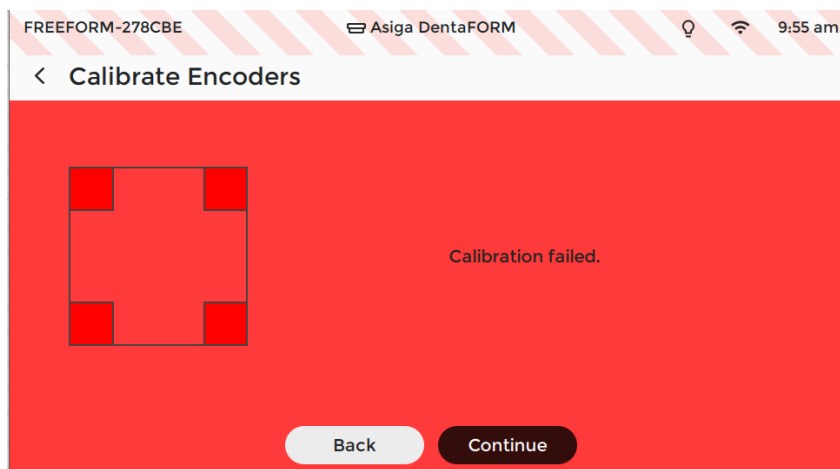 FREEFORM-278CBE Asiga DentaFORM 9:55 am
Calibrate Encoders
Calibration failed.
Back Continue